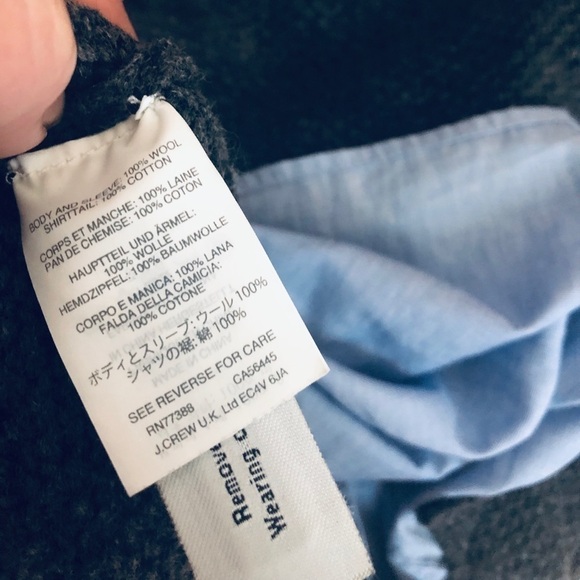 BODY AND SLEEVE: 100% WOOL
SHIRTTAIL: 100% COTTON
CORPS ET MANCHE: 100% LAINE
PAN DE CHEMISE: 100% COTON
HAUPTTEIL UND ÄRMEL:
100% WOLLE
HEMDZIPFEL: 100% BAUMWOLLE
CORPO E MANICA: 100% LANA
FALDA DELLA CAMICIA:
100% COTONE
ボディとスリーブ: ウール 100%
シャツの裾: 綿 100%
SEE REVERSE FOR CARE
RN77388 CA56445
J.CREW U.K. Ltd EC4V 6JA
Remove
Wearing